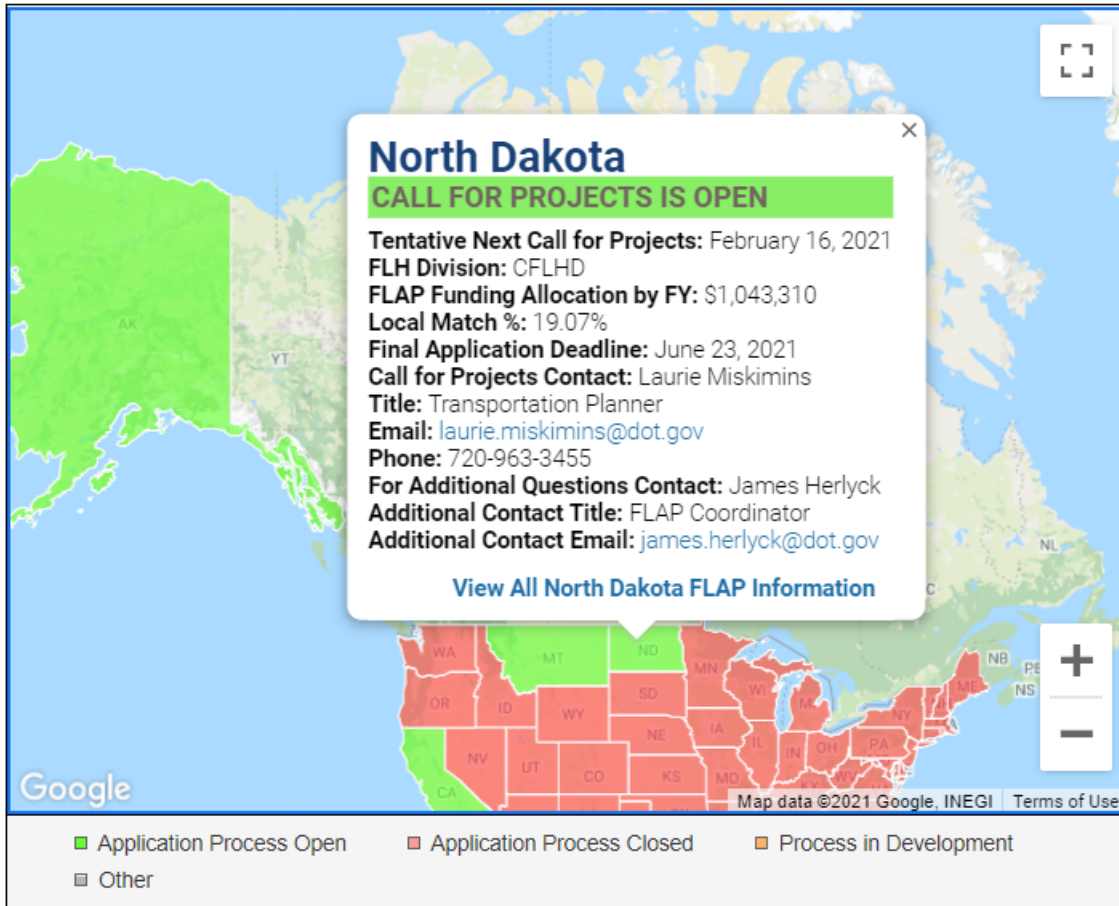 North Dakota
CALL FOR PROJECTS IS OPEN
Tentative Next Call for Projects: February 16, 2021
FLH Division: CFLHD
FLAP Funding Allocation by FY: $1,043,310
Local Match %: 19.07%
Final Application Deadline: June 23, 2021
Call for Projects Contact: Laurie Miskimins
Title: Transportation Planner
Email: laurie.miskimins@dot.gov
Phone: 720-963-3455
For Additional Questions Contact: James Herlyck
Additional Contact Title: FLAP Coordinator
Additional Contact Email: james.herlyck@dot.gov
View All North Dakota FLAP Information
AK
YT
NL
WA
MT
ND
MN
NB
PE
NS
OR
ID
WY
SD
WI
ME
NY
NV
UT
CO
NE
KS
IA
IL
IN
OH
PA
MO
KY
WV
CA
Google
Map data ©2021 Google, INEGI
Terms of Use
Application Process Open
Application Process Closed
Process in Development
Other